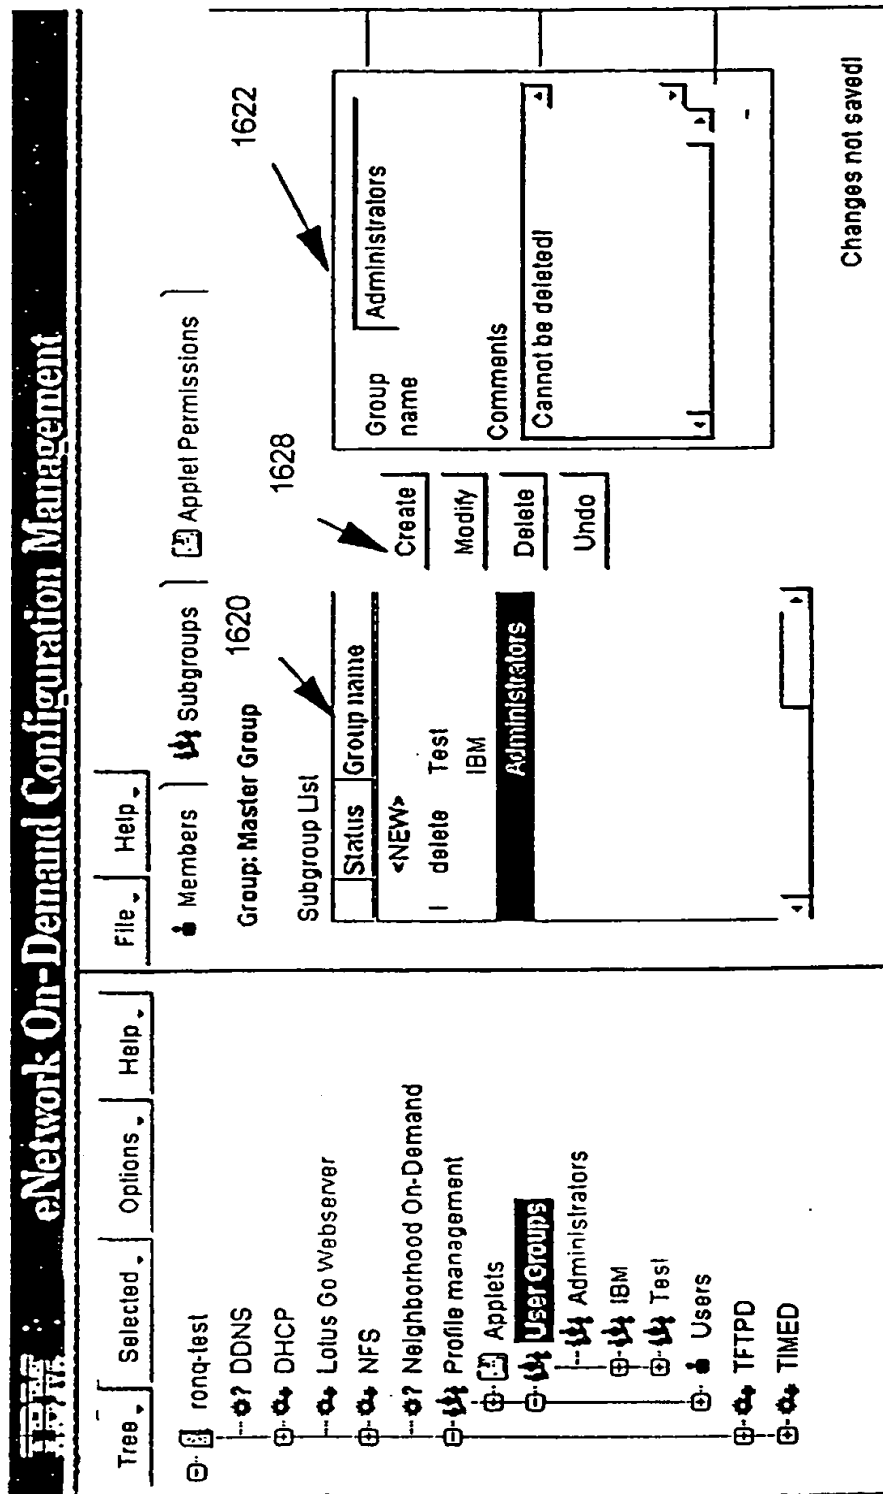 IBM eNetwork On-Demand Configuration Management
Tree Selected Options Help
ronq-test
? DDNS
DHCP
Lotus Go Webserver
NFS
? Neighborhood On-Demand
Profile management
Applets
User Groups
Administrators
IBM
Test
Users
TFTPD
TIMED
File Help
Members Subgroups Applet Permissions
Group: Master Group
1620
1628
1622
Subgroup List
Status Group name
<NEW>
| delete Test
IBM
Administrators
Create
Modify
Delete
Undo
Group
name
Administrators
Comments
Cannot be deleted!
Changes not saved!